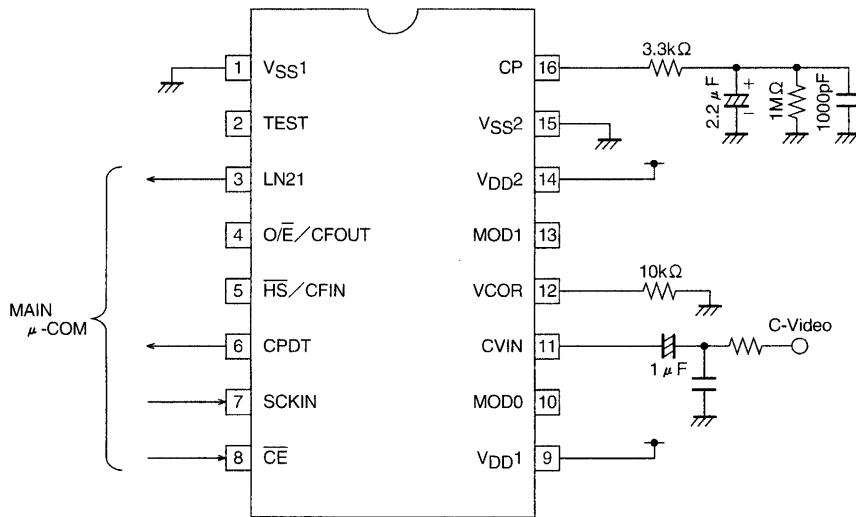 1 VSS1
2 TEST
3 LN21
4 O/E̅／CFOUT
5 H̅S̅／CFIN
6 CPDT
7 SCKIN
8 C̅E̅
MAIN
μ-COM
CP 16
VSS2 15
VDD2 14
MOD1 13
VCOR 12
CVIN 11
MOD0 10
VDD1 9
3.3kΩ
2.2μF
+
−
1MΩ
1000pF
10kΩ
C-Video
1μF